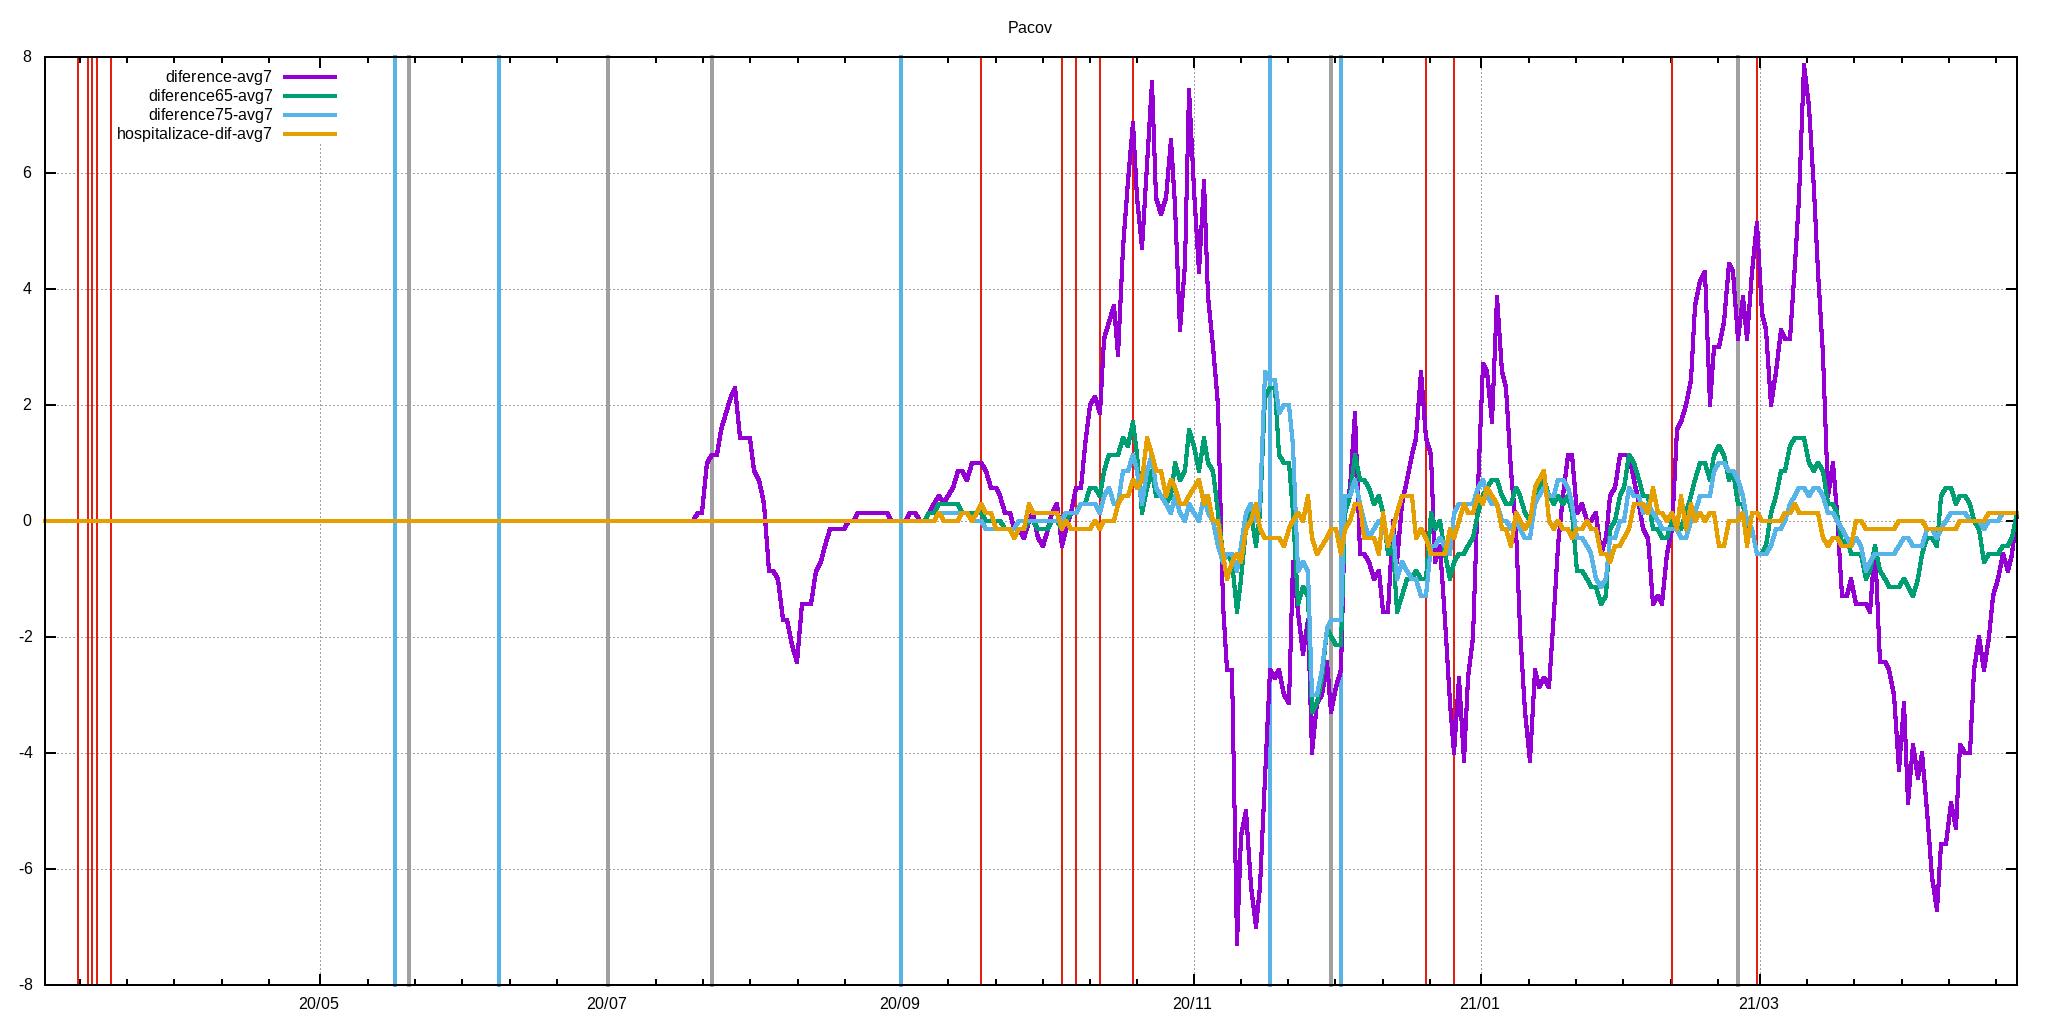 Pacov
8
diference-avg7
diference65-avg7
diference75-avg7
hospitalizace-dif-avg7
6
4
2
0
-2
-4
-6
-8
20/05 20/07 20/09 20/11 21/01 21/03